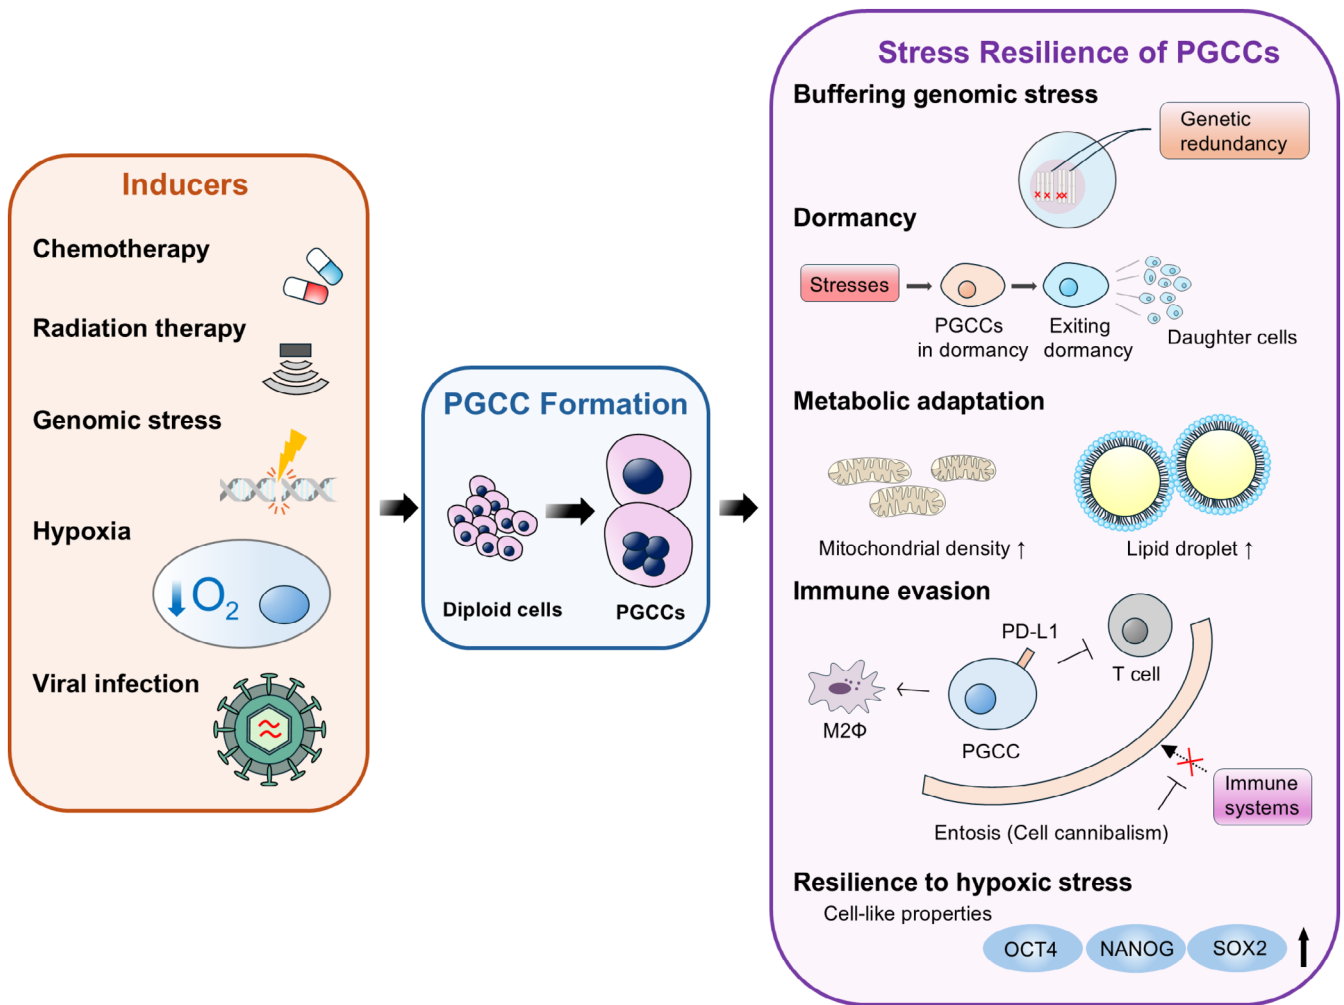 Inducers
Chemotherapy
Radiation therapy
Genomic stress
Hypoxia
↓O₂
Viral infection
PGCC Formation
Diploid cells
PGCCs
Stress Resilience of PGCCs
Buffering genomic stress
Genetic
redundancy
Dormancy
Stresses
PGCCs
in dormancy
Exiting
dormancy
Daughter cells
Metabolic adaptation
Mitochondrial density ↑
Lipid droplet ↑
Immune evasion
PD-L1
T cell
M2Φ
PGCC
Immune
systems
Entosis (Cell cannibalism)
Resilience to hypoxic stress
Cell-like properties
OCT4
NANOG
SOX2